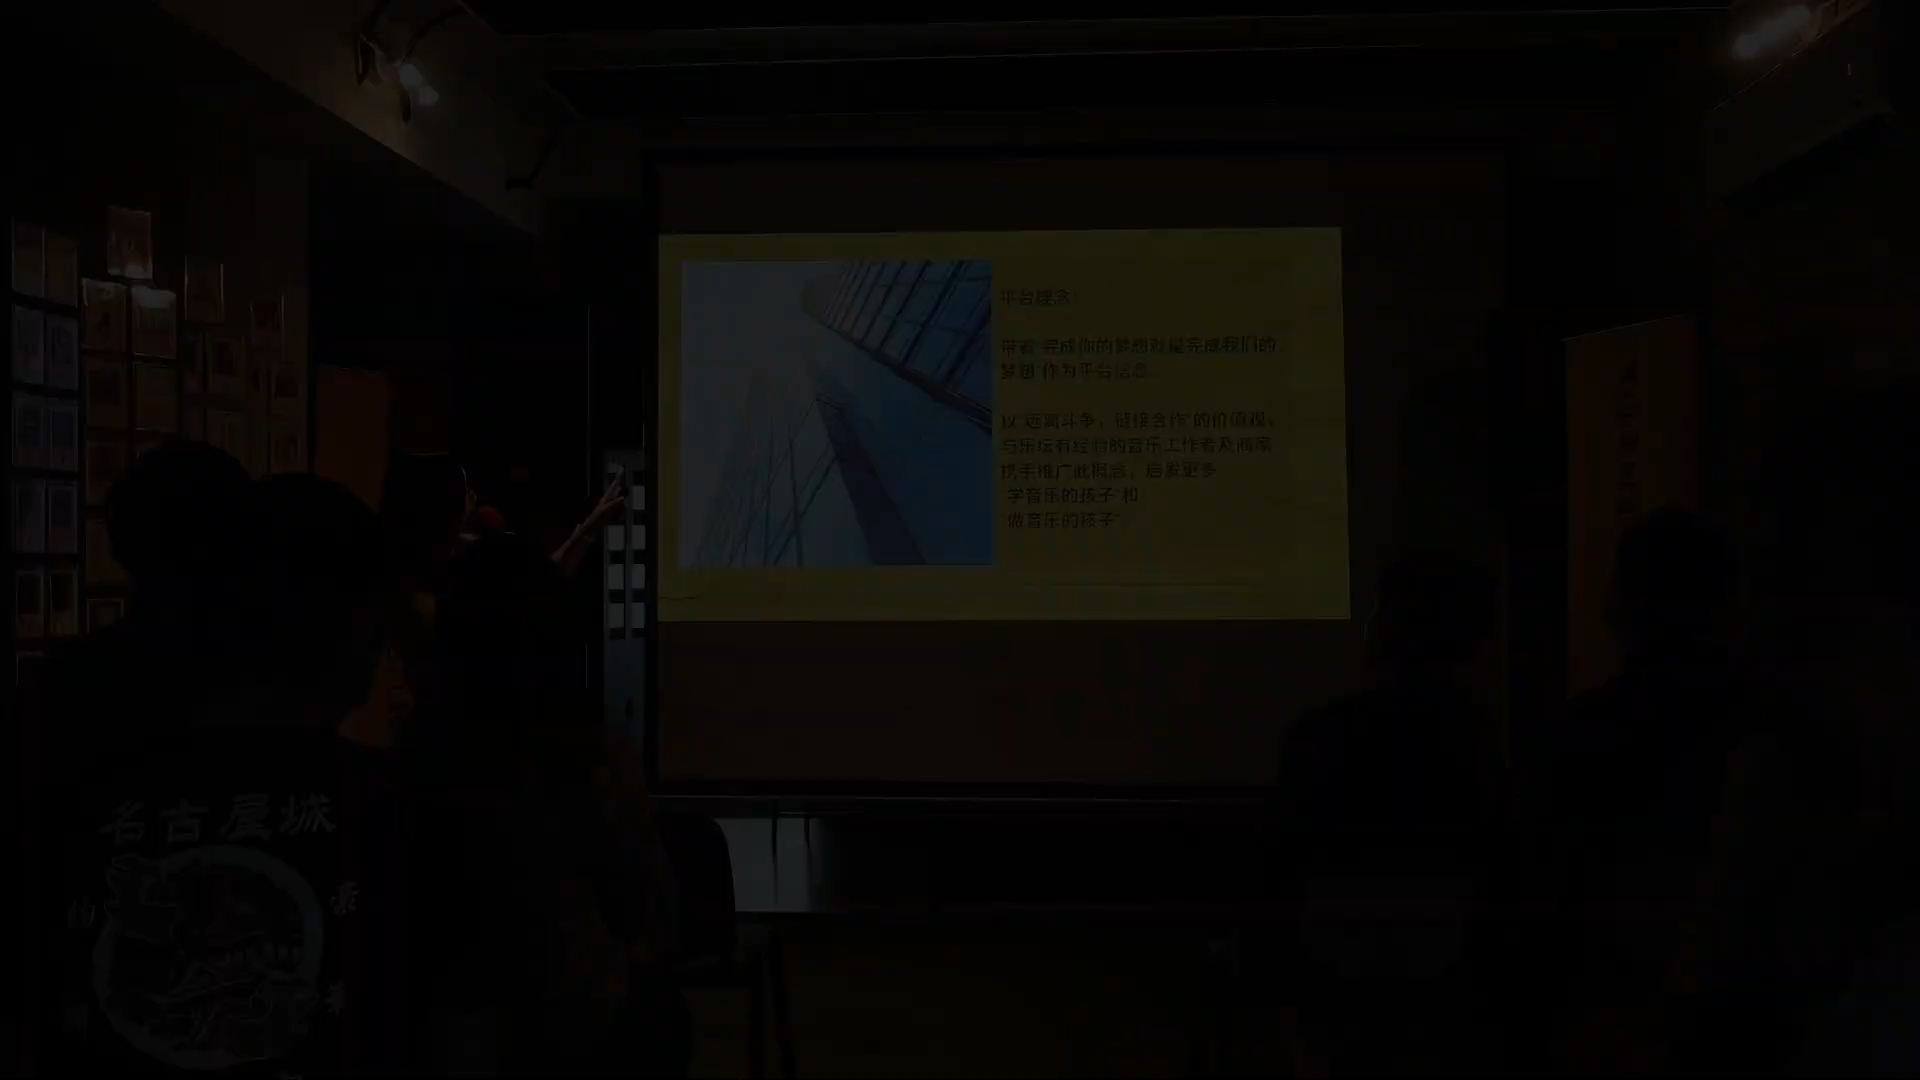 平台理念:
带着"完成你的梦想就是完成我们的
梦想"作为平台信念。
以"远离斗争，链接合作"的价值观，
与乐坛有经验的音乐工作者及商家
携手推广此概念，启发更多
"学音乐的孩子"和
"做音乐的孩子"。
名古屋城